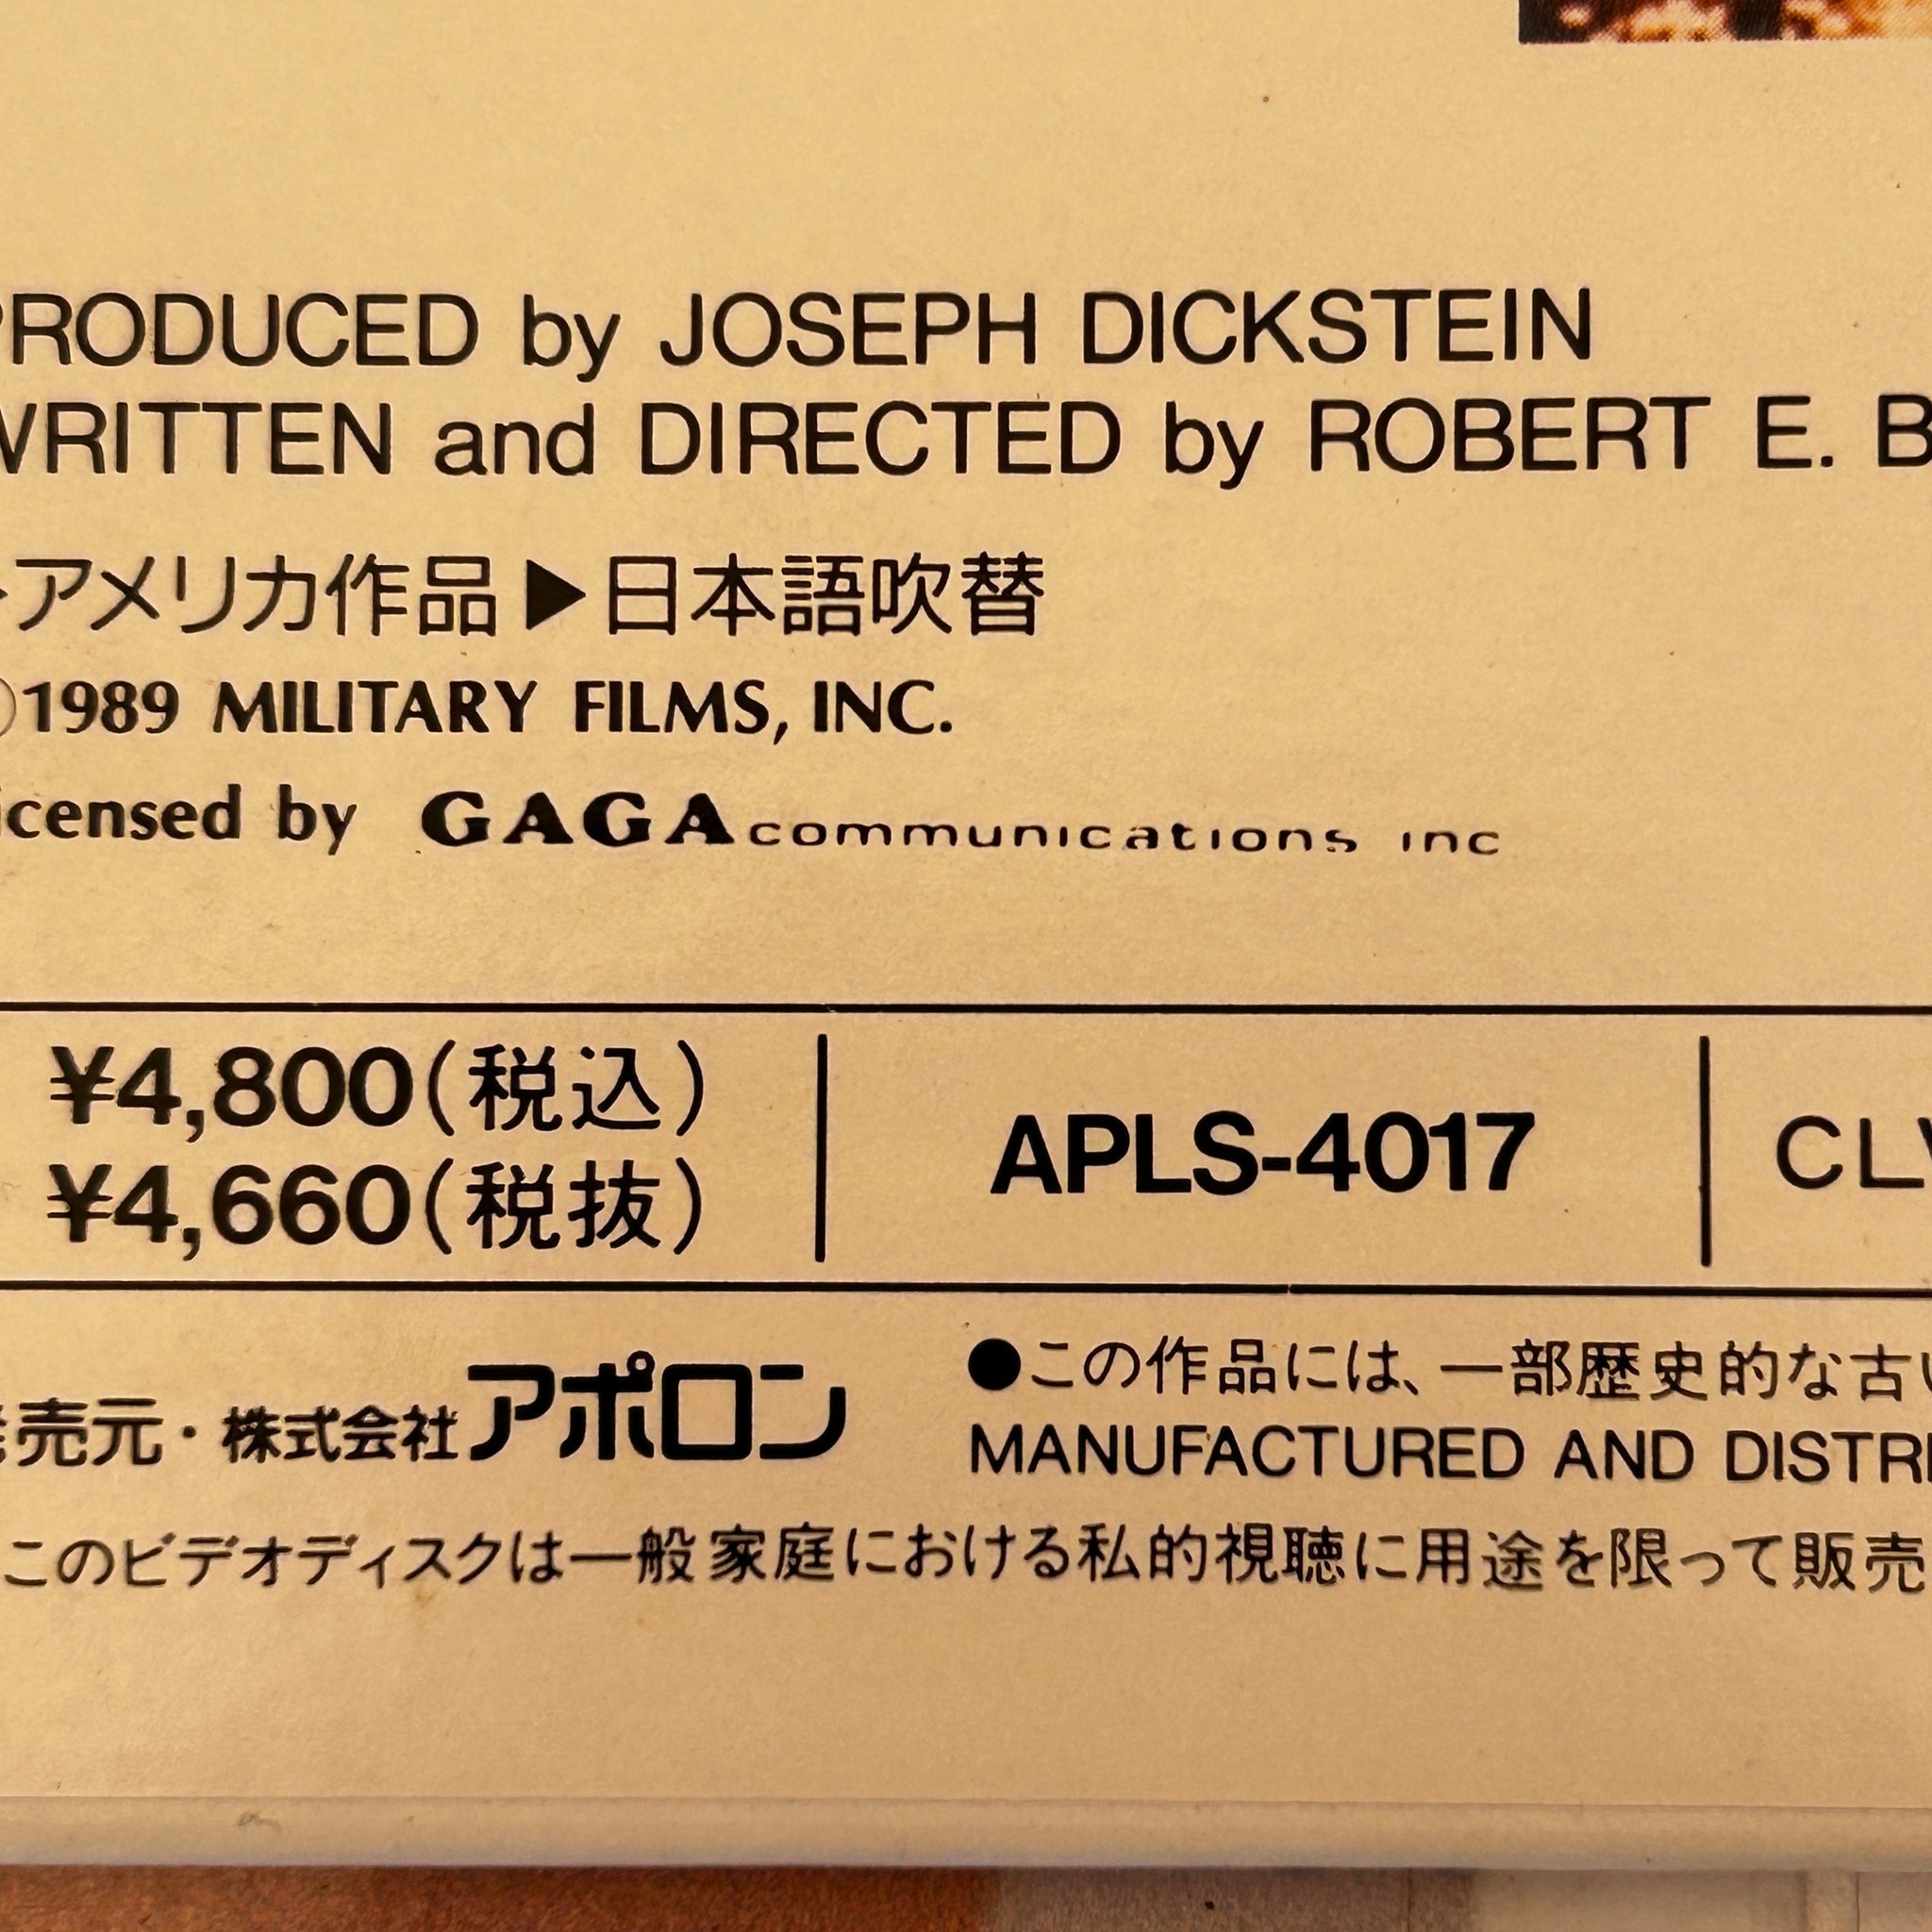 PRODUCED by JOSEPH DICKSTEIN
WRITTEN and DIRECTED by ROBERT E. B
アメリカ作品▶日本語吹替
©1989 MILITARY FILMS, INC.
icensed by GAGA communications inc
¥4,800(税込)
¥4,660(税抜)
APLS-4017
CLV
発売元・株式会社アポロン
●この作品には、一部歴史的な古い
MANUFACTURED AND DISTRI
このビデオディスクは一般家庭における私的視聴に用途を限って販売